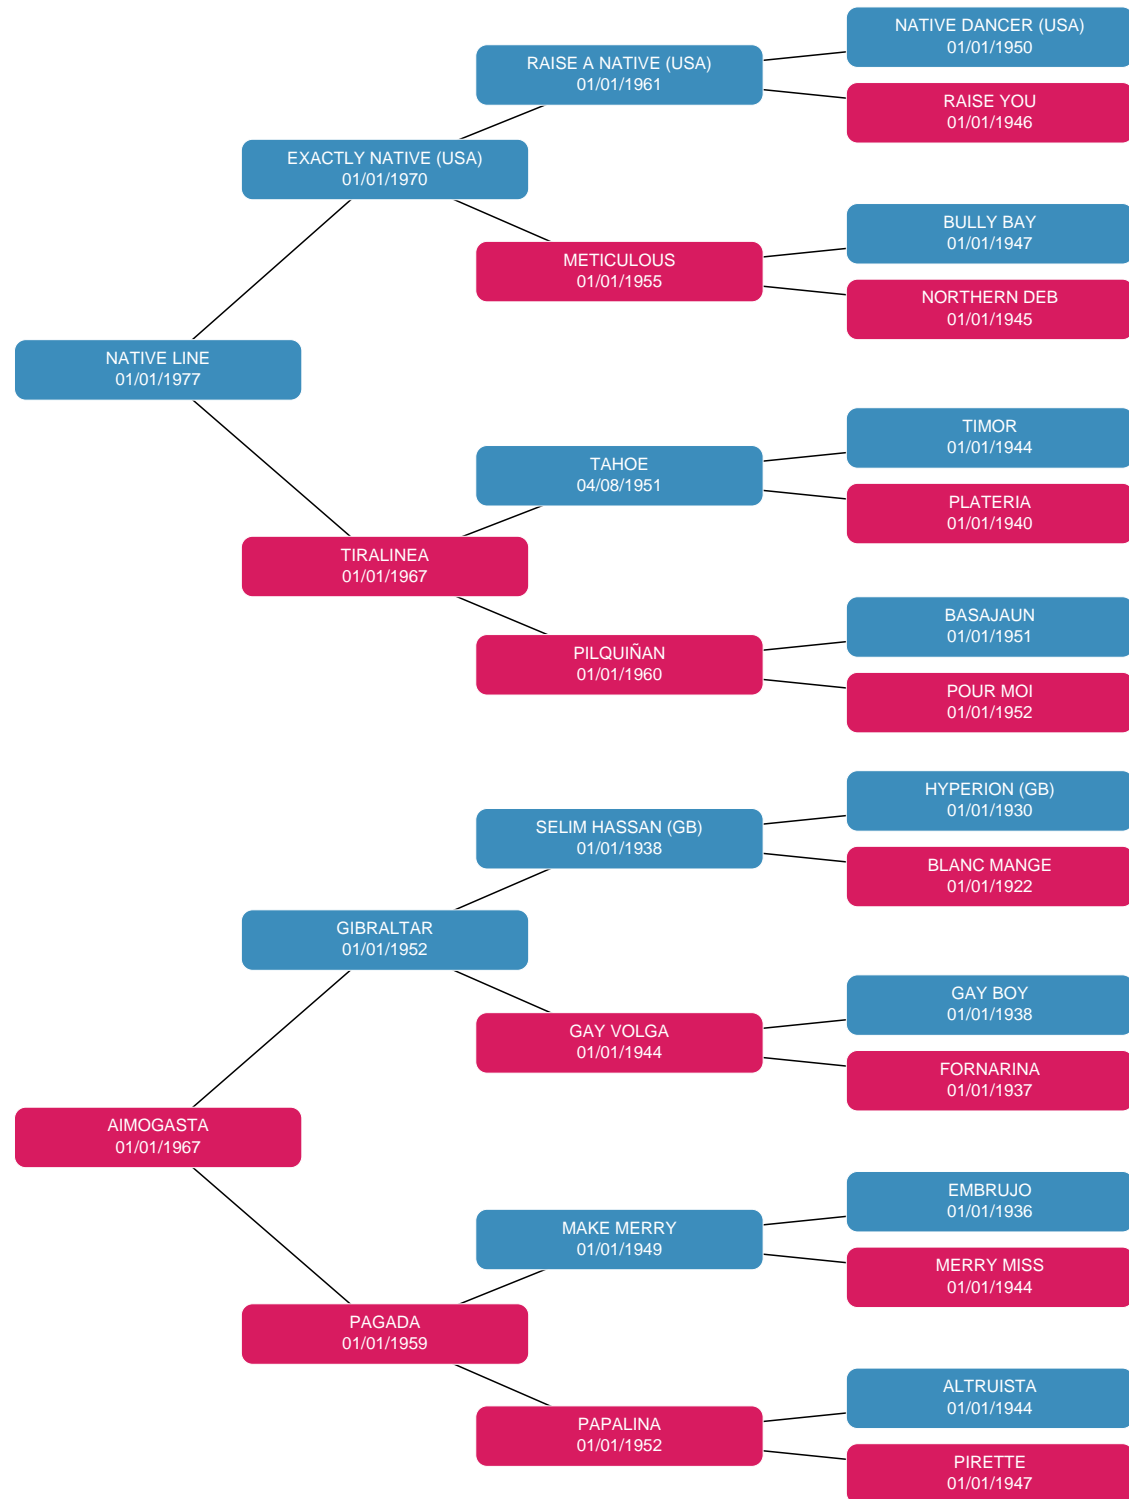 NATIVE DANCER (USA)
01/01/1950
RAISE A NATIVE (USA)
01/01/1961
RAISE YOU
01/01/1946
EXACTLY NATIVE (USA)
01/01/1970
BULLY BAY
01/01/1947
METICULOUS
01/01/1955
NORTHERN DEB
01/01/1945
NATIVE LINE
01/01/1977
TIMOR
01/01/1944
TAHOE
04/08/1951
PLATERIA
01/01/1940
TIRALINEA
01/01/1967
BASAJAUN
01/01/1951
PILQUIÑAN
01/01/1960
POUR MOI
01/01/1952
HYPERION (GB)
01/01/1930
SELIM HASSAN (GB)
01/01/1938
BLANC MANGE
01/01/1922
GIBRALTAR
01/01/1952
GAY BOY
01/01/1938
GAY VOLGA
01/01/1944
FORNARINA
01/01/1937
AIMOGASTA
01/01/1967
EMBRUJO
01/01/1936
MAKE MERRY
01/01/1949
MERRY MISS
01/01/1944
PAGADA
01/01/1959
ALTRUISTA
01/01/1944
PAPALINA
01/01/1952
PIRETTE
01/01/1947